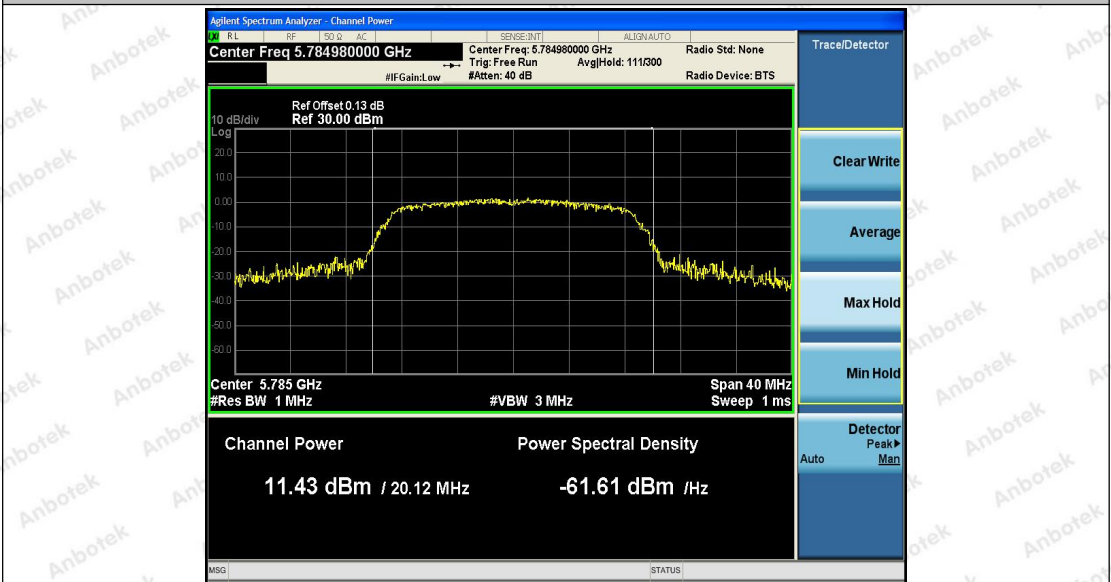 Agilent Spectrum Analyzer - Channel Power
LXI RL RF 50 Ω AC SENSE:INT ALIGN AUTO
Center Freq 5.784980000 GHz
Center Freq: 5.784980000 GHz
Radio Std: None
Trig: Free Run Avg|Hold: 111/300
#IFGain:Low
#Atten: 40 dB
Radio Device: BTS
Ref Offset 0.13 dB
10 dB/div Ref 30.00 dBm
Log
20.0
10.0
0.00
-10.0
-20.0
-30.0
-40.0
-50.0
-60.0
Center 5.785 GHz
Span 40 MHz
#Res BW 1 MHz
#VBW 3 MHz
Sweep 1 ms
Channel Power
Power Spectral Density
11.43 dBm / 20.12 MHz
-61.61 dBm /Hz
MSG
STATUS
Trace/Detector
Clear Write
Average
Max Hold
Min Hold
Detector
Peak▶
Auto Man
Anbotek